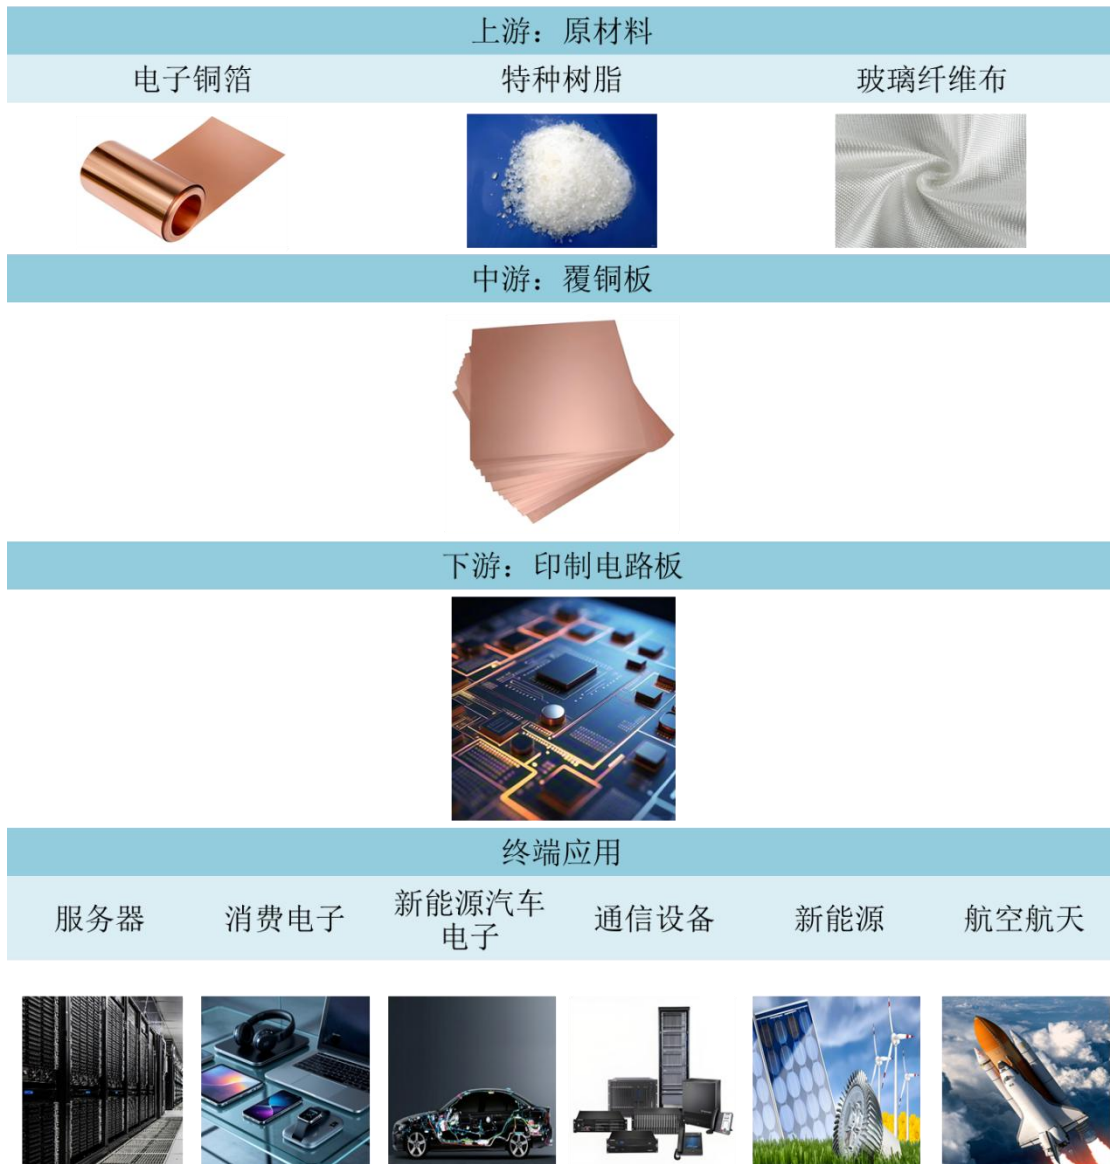 上游：原材料
电子铜箔 特种树脂 玻璃纤维布
中游：覆铜板
下游：印制电路板
终端应用
服务器 消费电子 新能源汽车
电子 通信设备 新能源 航空航天